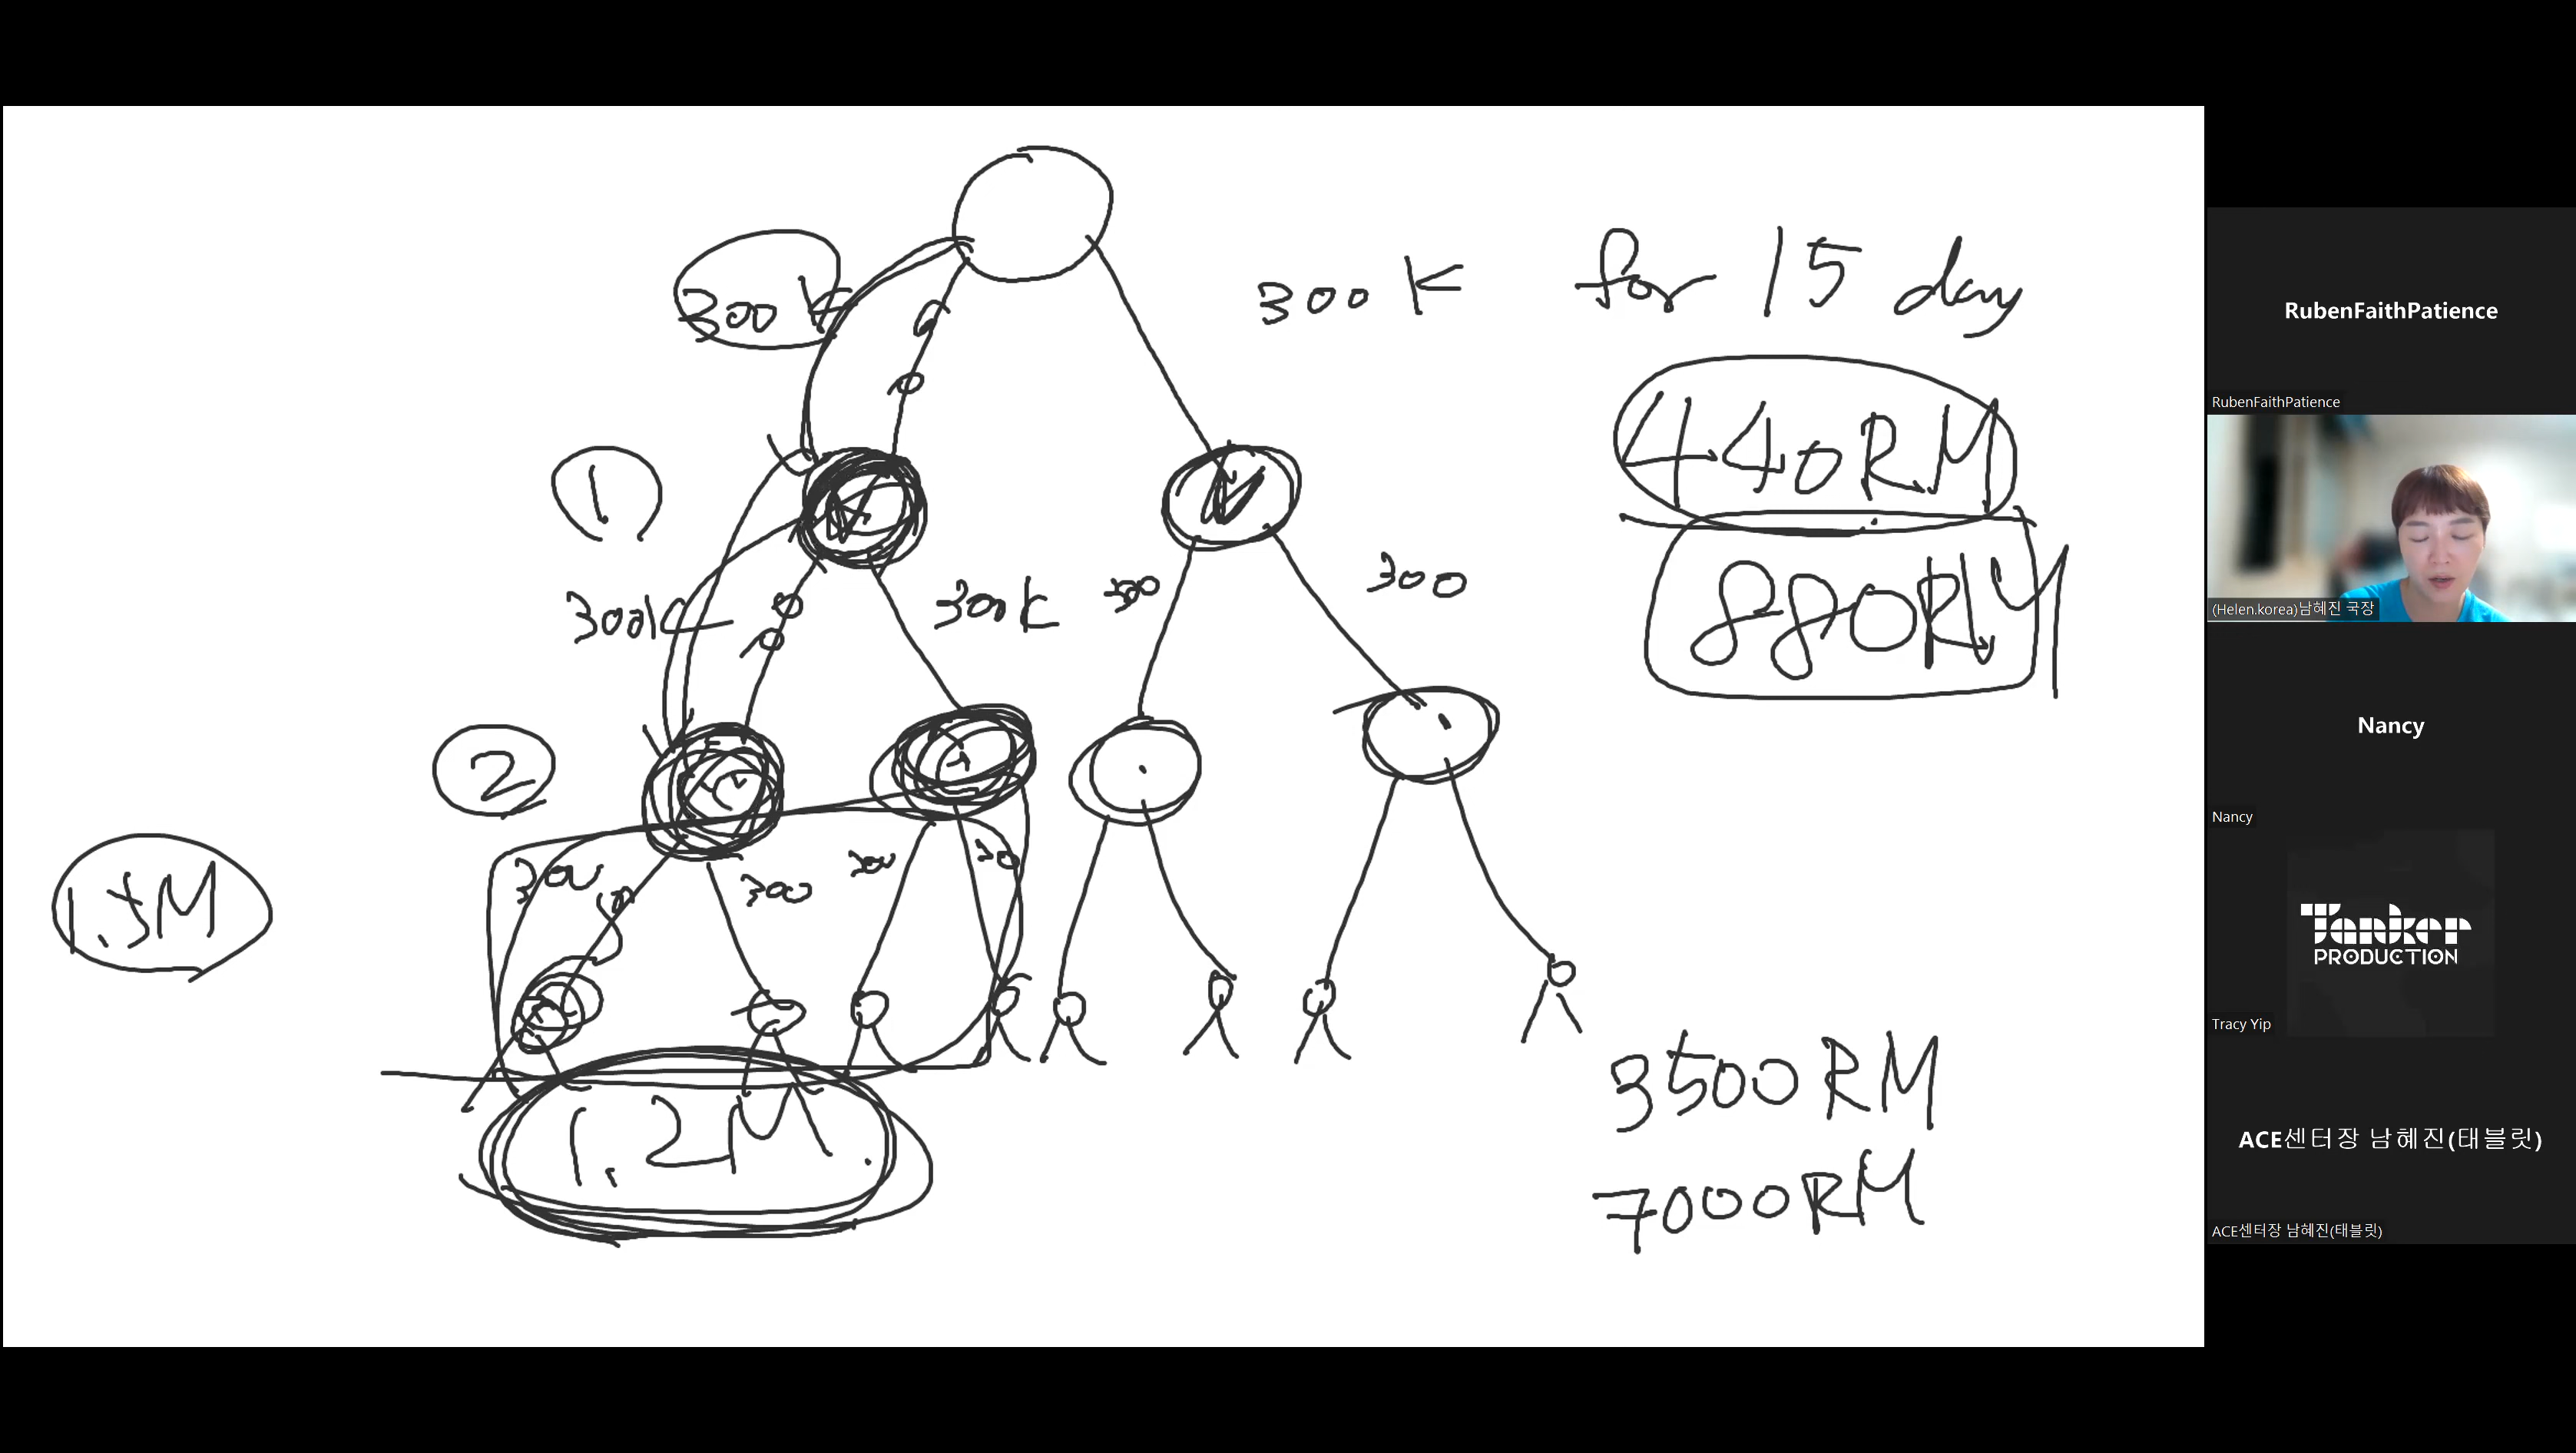 300K
300K for 15 day
440RM
880RM
1
300K
300K
300
300
2
300
300
300
1.5M
1.2M
3500RM
7000RM
RubenFaithPatience
RubenFaithPatience
(Helen.korea)남혜진 국장
Nancy
Nancy
Tanker
PRODUCTION
Tracy Yip
ACE센터장 남혜진(태블릿)
ACE센터장 남혜진(태블릿)